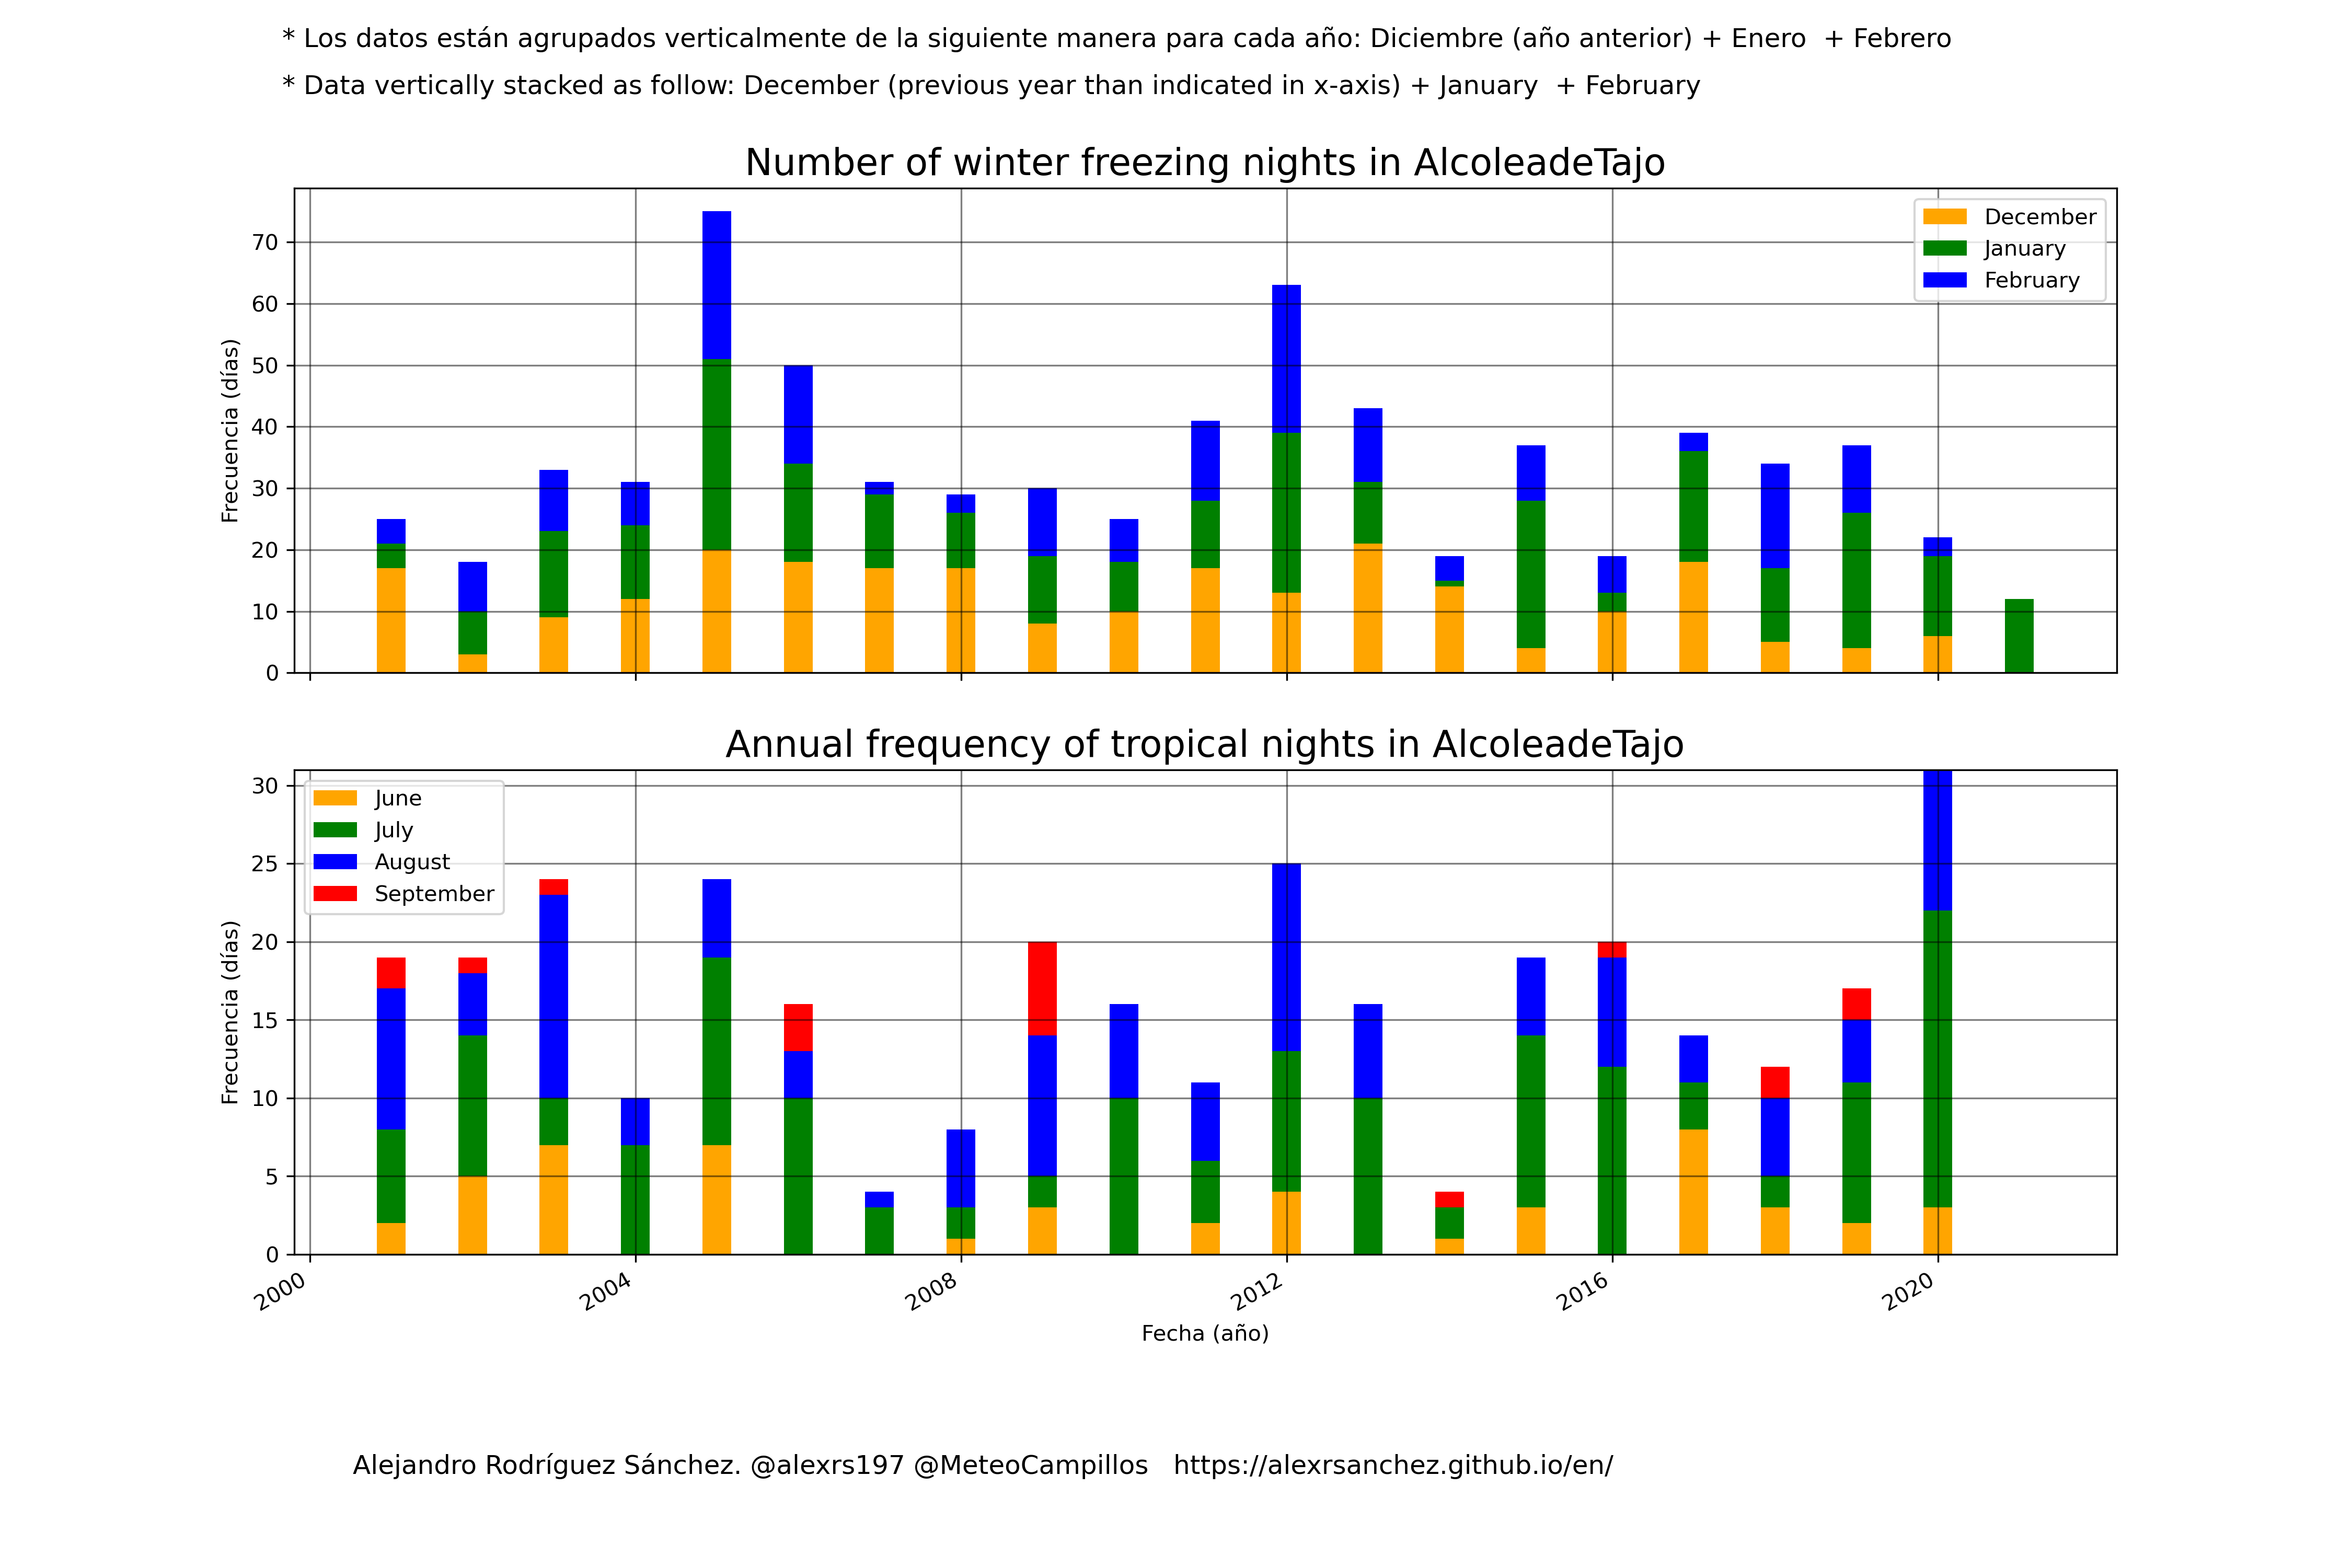 * Los datos están agrupados verticalmente de la siguiente manera para cada año: Diciembre (año anterior) + Enero  + Febrero
* Data vertically stacked as follow: December (previous year than indicated in x-axis) + January  + February
Number of winter freezing nights in AlcoleadeTajo
Frecuencia (días)
70
60
50
40
30
20
10
0
December
January
February
Annual frequency of tropical nights in AlcoleadeTajo
Frecuencia (días)
30
25
20
15
10
5
0
June
July
August
September
2000
2004
2008
2012
2016
2020
Fecha (año)
Alejandro Rodríguez Sánchez. @alexrs197 @MeteoCampillos   https://alexrsanchez.github.io/en/